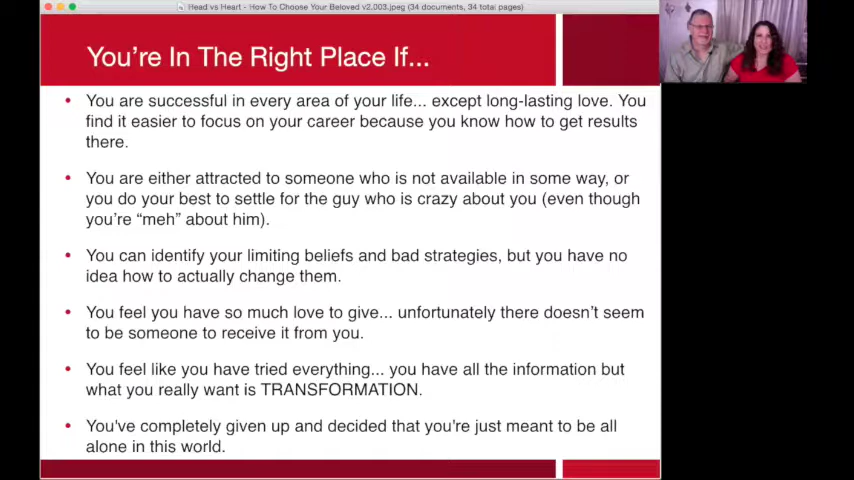 Head vs Heart - How To Choose Your Beloved v2.003.jpeg (34 documents, 34 total pages)
You're In The Right Place If...
• You are successful in every area of your life... except long-lasting love. You
find it easier to focus on your career because you know how to get results
there.
• You are either attracted to someone who is not available in some way, or
you do your best to settle for the guy who is crazy about you (even though
you're “meh” about him).
• You can identify your limiting beliefs and bad strategies, but you have no
idea how to actually change them.
• You feel you have so much love to give... unfortunately there doesn't seem
to be someone to receive it from you.
• You feel like you have tried everything... you have all the information but
what you really want is TRANSFORMATION.
• You've completely given up and decided that you're just meant to be all
alone in this world.